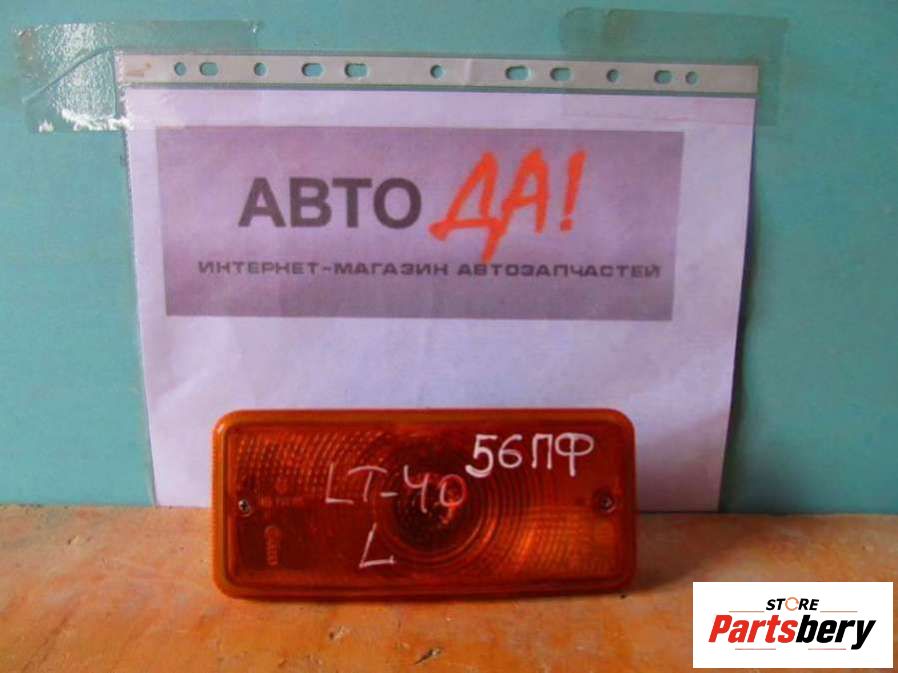 АВТО ДА!
ИНТЕРНЕТ-МАГАЗИН АВТОЗАПЧАСТЕЙ
56ПФ
LT-40
L
STORE
Partsbery